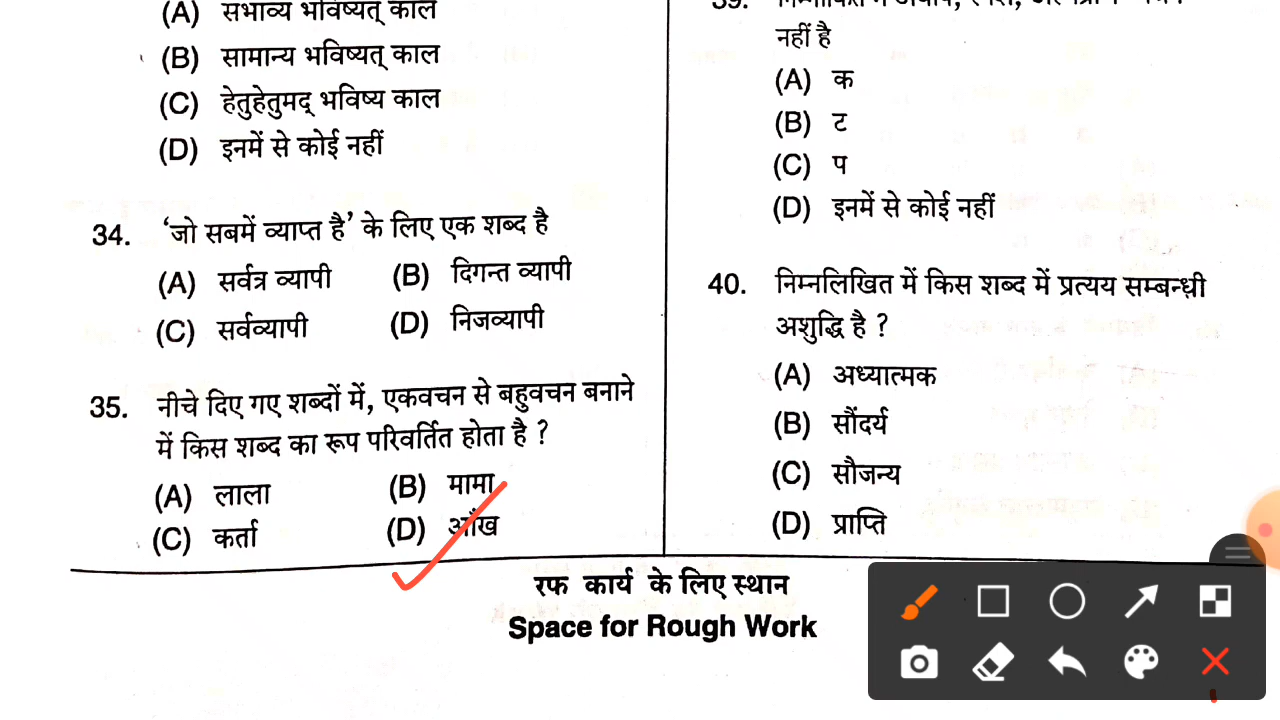 (A) सभाव्य भविष्यत् काल
(B) सामान्य भविष्यत् काल
(C) हेतुहेतुमद् भविष्य काल
(D) इनमें से कोई नहीं
34. ‘जो सबमें व्याप्त है’ के लिए एक शब्द है
(A) सर्वत्र व्यापी (B) दिगन्त व्यापी
(C) सर्वव्यापी (D) निजव्यापी
35. नीचे दिए गए शब्दों में, एकवचन से बहुवचन बनाने
में किस शब्द का रूप परिवर्तित होता है ?
(A) लाला (B) मामा
(C) कर्ता (D) आँख
39.
नहीं है
(A) क
(B) ट
(C) प
(D) इनमें से कोई नहीं
40. निम्नलिखित में किस शब्द में प्रत्यय सम्बन्धी
अशुद्धि है ?
(A) अध्यात्मक
(B) सौंदर्य
(C) सौजन्य
(D) प्राप्ति
रफ कार्य के लिए स्थान
Space for Rough Work